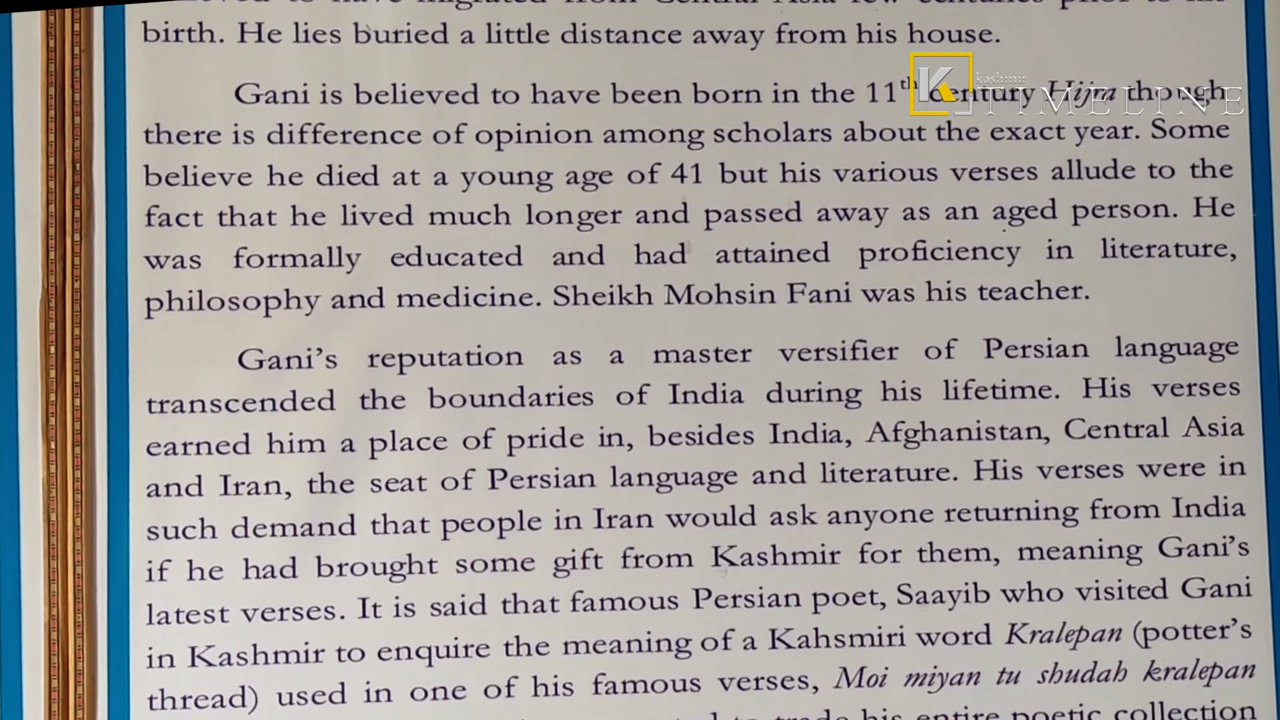 birth. He lies buried a little distance away from his house.
Gani is believed to have been born in the 11th century Hijra though
there is difference of opinion among scholars about the exact year. Some
believe he died at a young age of 41 but his various verses allude to the
fact that he lived much longer and passed away as an aged person. He
was formally educated and had attained proficiency in literature,
philosophy and medicine. Sheikh Mohsin Fani was his teacher.
Gani's reputation as a master versifier of Persian language
transcended the boundaries of India during his lifetime. His verses
earned him a place of pride in, besides India, Afghanistan, Central Asia
and Iran, the seat of Persian language and literature. His verses were in
such demand that people in Iran would ask anyone returning from India
if he had brought some gift from Kashmir for them, meaning Gani's
latest verses. It is said that famous Persian poet, Saayib who visited Gani
in Kashmir to enquire the meaning of a Kahsmiri word Kralepan (potter's
thread) used in one of his famous verses, Moi miyan tu shudah kralepan
to trade his entire poetic collection
K kashmir TIMELINE